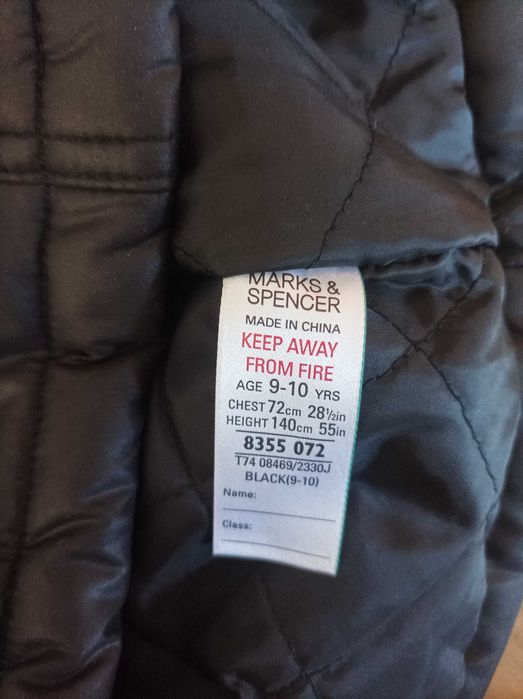 MARKS &
SPENCER
MADE IN CHINA
KEEP AWAY
FROM FIRE
AGE 9-10 YRS
CHEST 72cm 28½in
HEIGHT 140cm 55in
8355 072
T74 08469/2330J
BLACK(9-10)
Name:
Class: